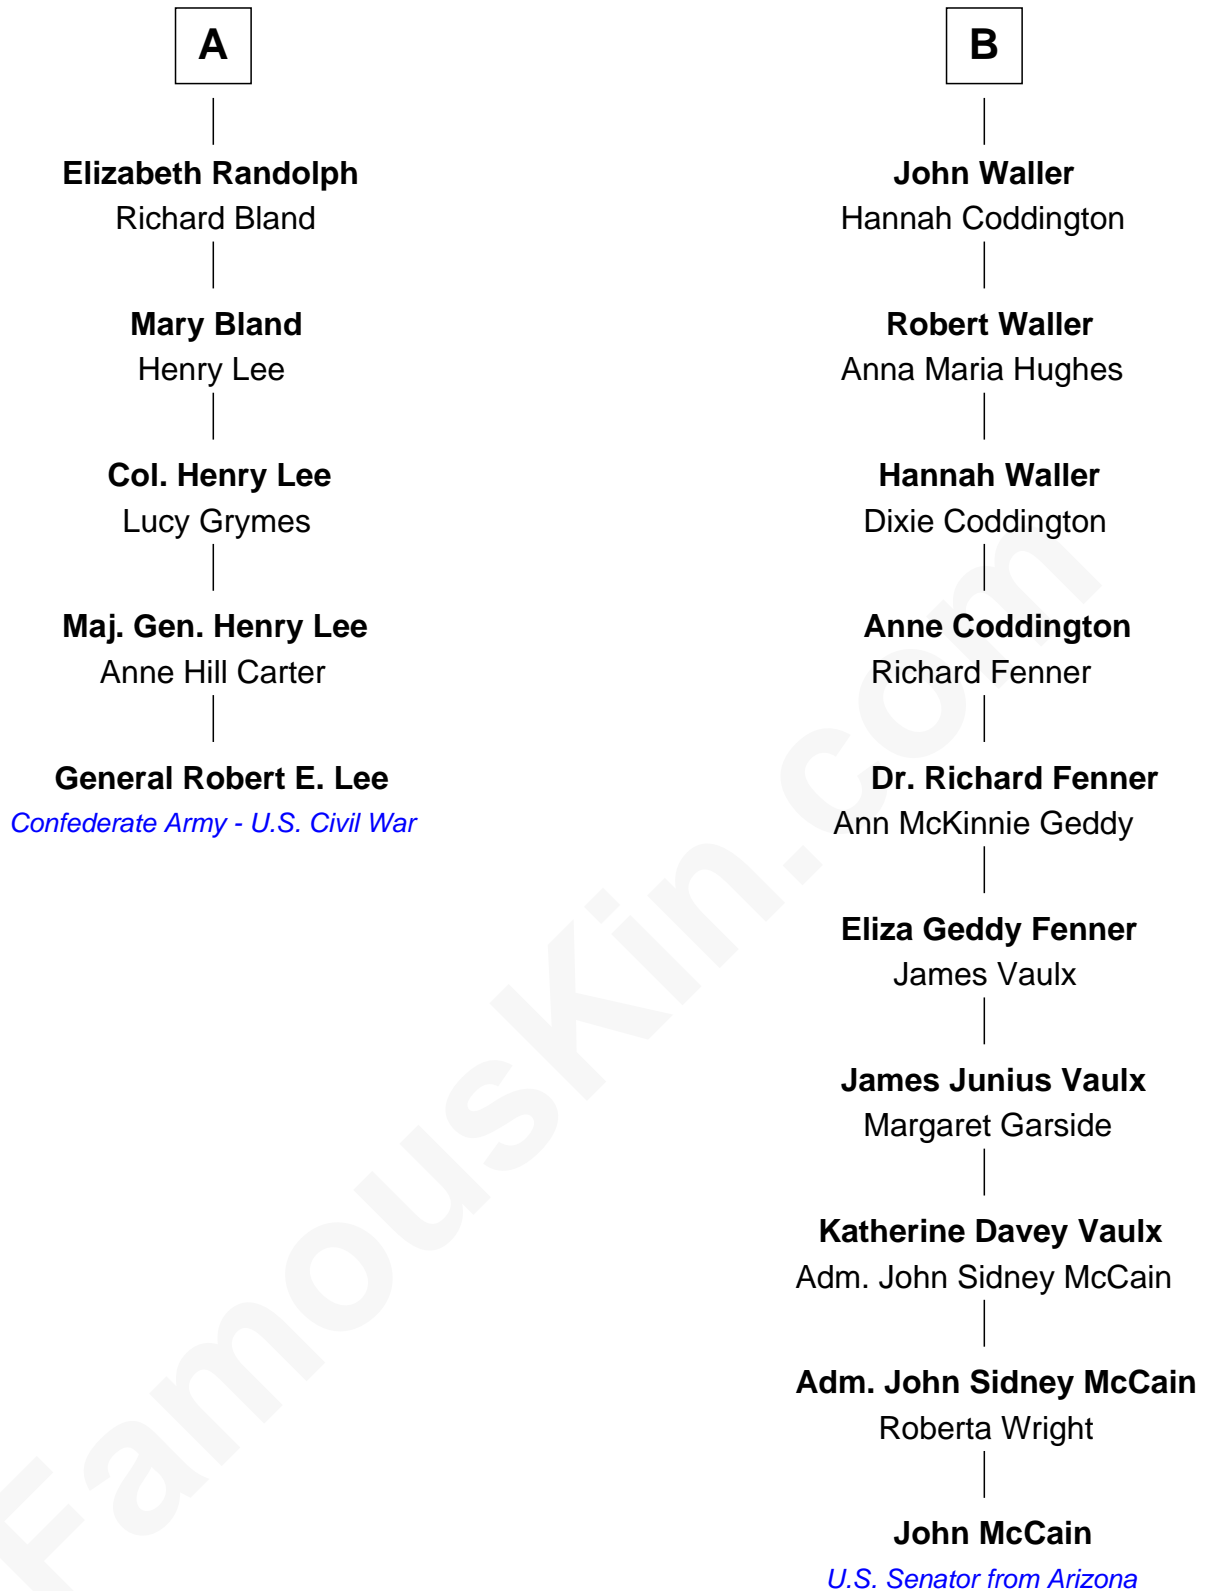 A
Elizabeth Randolph
Richard Bland
Mary Bland
Henry Lee
Col. Henry Lee
Lucy Grymes
Maj. Gen. Henry Lee
Anne Hill Carter
General Robert E. Lee
Confederate Army - U.S. Civil War
B
John Waller
Hannah Coddington
Robert Waller
Anna Maria Hughes
Hannah Waller
Dixie Coddington
Anne Coddington
Richard Fenner
Dr. Richard Fenner
Ann McKinnie Geddy
Eliza Geddy Fenner
James Vaulx
James Junius Vaulx
Margaret Garside
Katherine Davey Vaulx
Adm. John Sidney McCain
Adm. John Sidney McCain
Roberta Wright
John McCain
U.S. Senator from Arizona
FamousKin.com